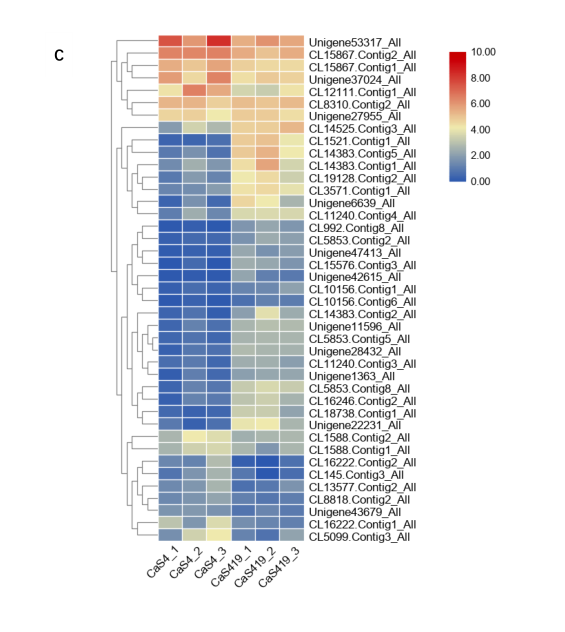 C
Unigene53317_All
CL15867.Contig2_All
CL15867.Contig1_All
Unigene37024_All
CL12111.Contig1_All
CL8310.Contig2_All
Unigene27955_All
CL14525.Contig3_All
CL1521.Contig1_All
CL14383.Contig5_All
CL14383.Contig1_All
CL19128.Contig2_All
CL3571.Contig1_All
Unigene6639_All
CL11240.Contig4_All
CL992.Contig8_All
CL5853.Contig2_All
Unigene47413_All
CL15576.Contig3_All
Unigene42615_All
CL10156.Contig1_All
CL10156.Contig6_All
CL14383.Contig2_All
Unigene11596_All
CL5853.Contig5_All
Unigene28432_All
CL11240.Contig3_All
Unigene1363_All
CL5853.Contig8_All
CL16246.Contig2_All
CL18738.Contig1_All
Unigene22231_All
CL1588.Contig2_All
CL1588.Contig1_All
CL16222.Contig2_All
CL145.Contig3_All
CL13577.Contig2_All
CL8818.Contig2_All
Unigene43679_All
CL16222.Contig1_All
CL5099.Contig3_All
CaS4_1
CaS4_2
CaS4_3
CaS419_1
CaS419_2
CaS419_3
10.00
8.00
6.00
4.00
2.00
0.00